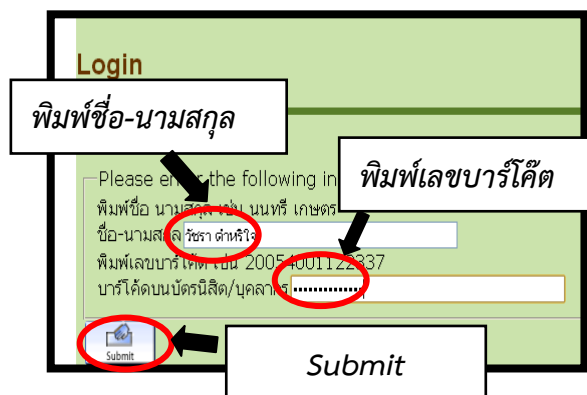 Login
พิมพ์ชื่อ-นามสกุล
พิมพ์เลขบาร์โค๊ต
Please enter the following in
พิมพ์ชื่อ นามสกุล เช่น นนทรี เกษตร
ชื่อ-นามสกุล วัชรา ดำหริใจ
พิมพ์เลขบาร์โค้ด เช่น 20054001122337
บาร์โค้ดบนบัตรนิสิต/บุคลากร ••••••••••••••
Submit
Submit